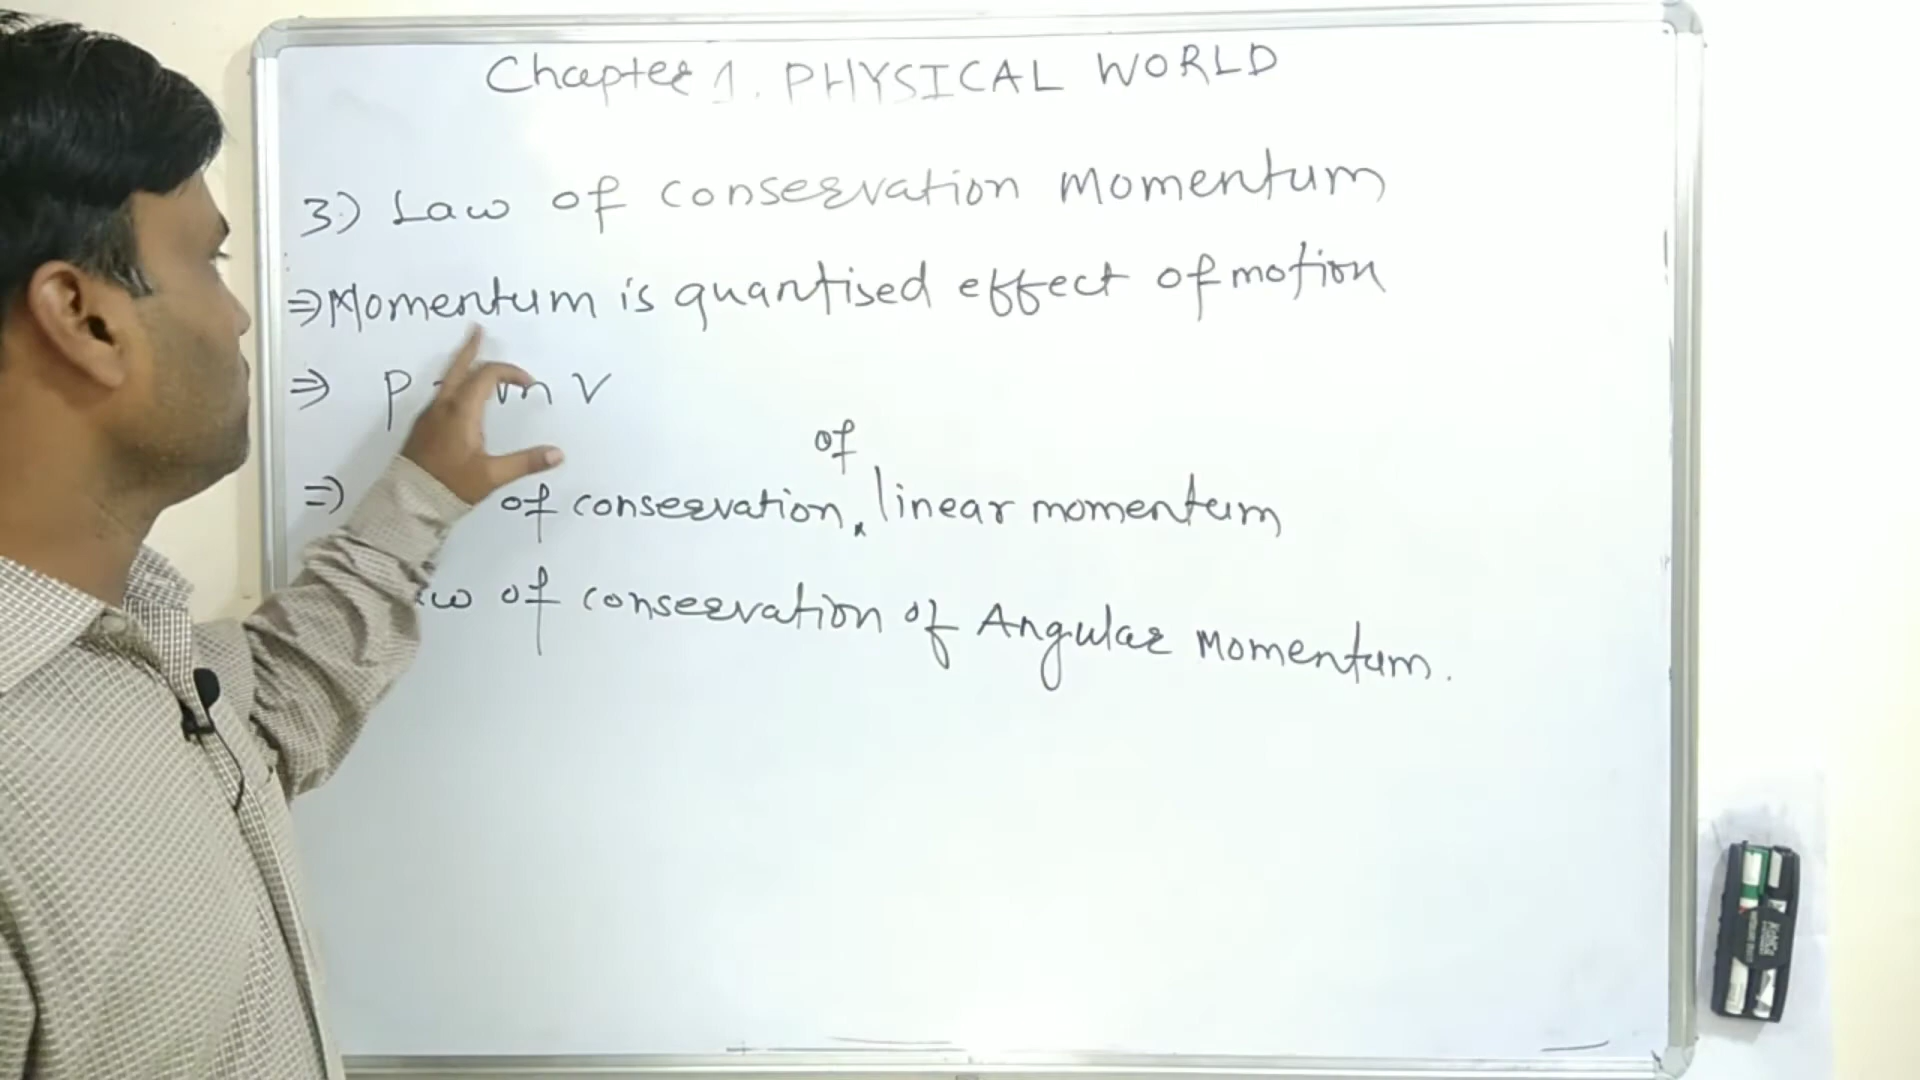 Chapter 1. PHYSICAL WORLD
3) Law of conservation Momentum
⇒ Momentum is quantised effect of motion
⇒ P = m v
of
⇒ of conservation linear momentum
of conservation of Angular Momentum.